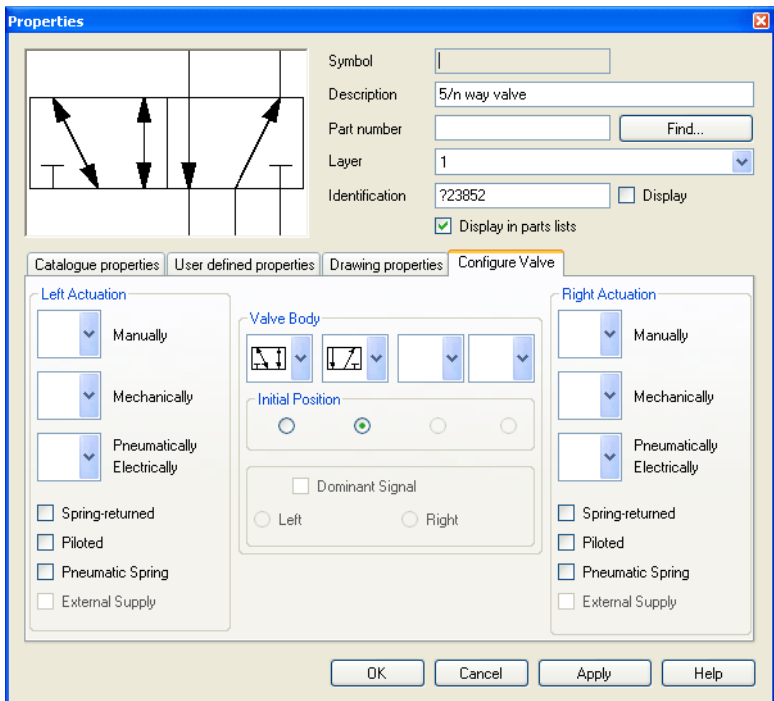 Properties
Symbol
Description 5/n way valve
Part number Find...
Layer 1
Identification ?23852 Display
Display in parts lists
Catalogue properties User defined properties Drawing properties Configure Valve
Left Actuation
Manually
Mechanically
Pneumatically
Electrically
Spring-returned
Piloted
Pneumatic Spring
External Supply
Valve Body
Initial Position
Dominant Signal
Left Right
Right Actuation
Manually
Mechanically
Pneumatically
Electrically
Spring-returned
Piloted
Pneumatic Spring
External Supply
OK Cancel Apply Help